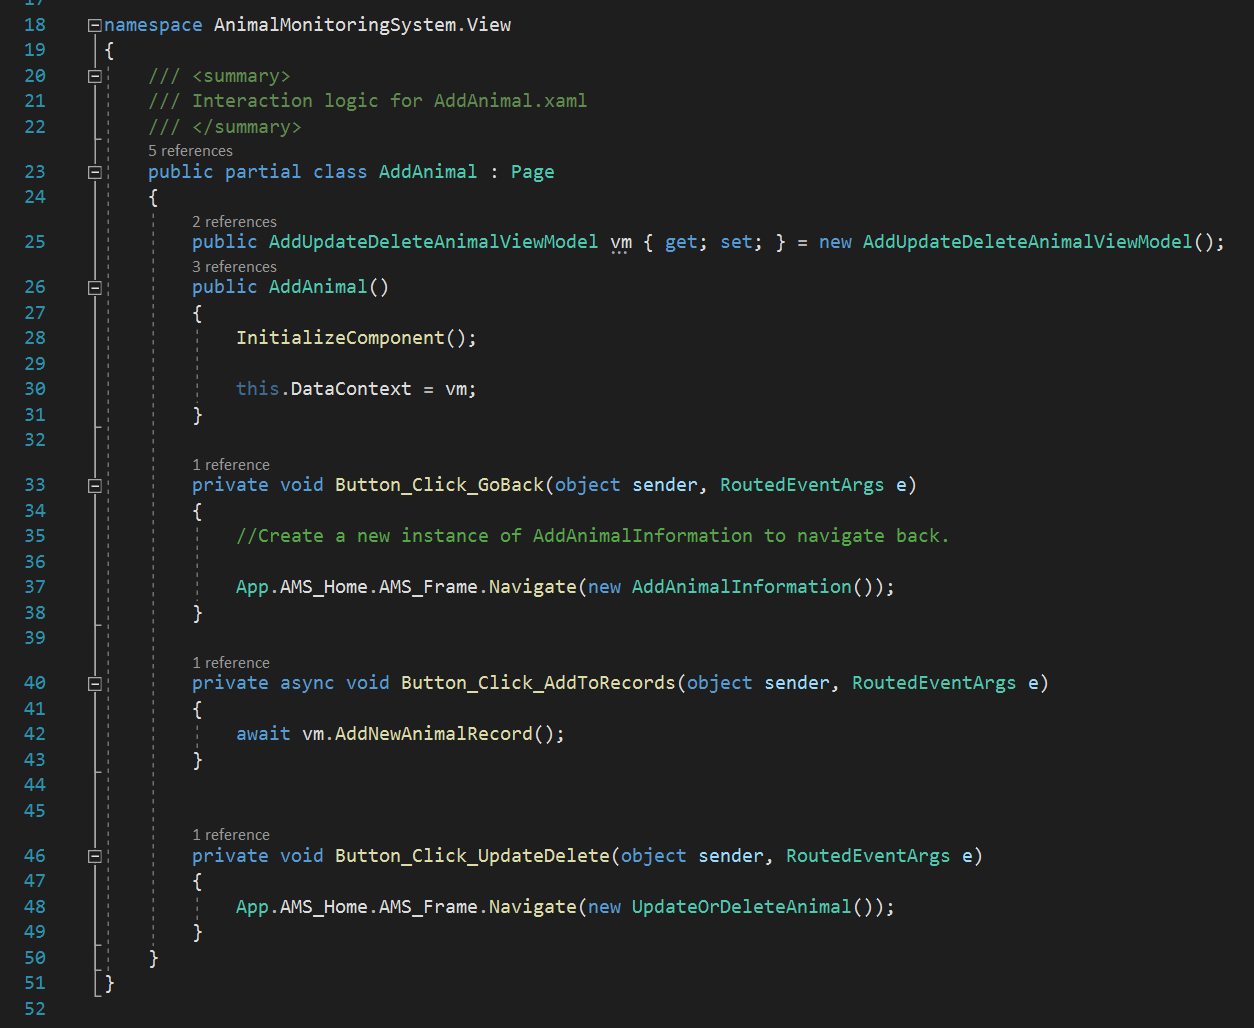 17
18 namespace AnimalMonitoringSystem.View
19 {
20 /// <summary>
21 /// Interaction logic for AddAnimal.xaml
22 /// </summary>
5 references
23 public partial class AddAnimal : Page
24 {
2 references
25 public AddUpdateDeleteAnimalViewModel vm { get; set; } = new AddUpdateDeleteAnimalViewModel();
3 references
26 public AddAnimal()
27 {
28 InitializeComponent();
29
30 this.DataContext = vm;
31 }
32
1 reference
33 private void Button_Click_GoBack(object sender, RoutedEventArgs e)
34 {
35 //Create a new instance of AddAnimalInformation to navigate back.
36
37 App.AMS_Home.AMS_Frame.Navigate(new AddAnimalInformation());
38 }
39
1 reference
40 private async void Button_Click_AddToRecords(object sender, RoutedEventArgs e)
41 {
42 await vm.AddNewAnimalRecord();
43 }
44
45
1 reference
46 private void Button_Click_UpdateDelete(object sender, RoutedEventArgs e)
47 {
48 App.AMS_Home.AMS_Frame.Navigate(new UpdateOrDeleteAnimal());
49 }
50 }
51 }
52